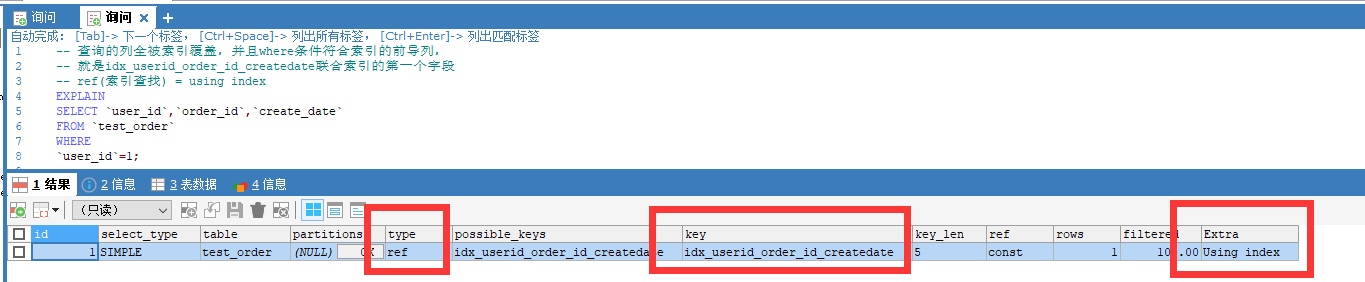 询问 询问
自动完成: [Tab]-> 下一个标签, [Ctrl+Space]-> 列出所有标签, [Ctrl+Enter]-> 列出匹配标签
1 -- 查询的列全被索引覆盖，并且where条件符合索引的前导列，
2 -- 就是idx_userid_order_id_createdate联合索引的第一个字段
3 -- ref(索引查找) = using index
4 EXPLAIN
5 SELECT `user_id`,`order_id`,`create_date`
6 FROM `test_order`
7 WHERE
8 `user_id`=1;
1 结果 2 信息 3 表数据 4 信息
（只读）
id select_type table partitions type possible_keys key key_len ref rows filtered Extra
1 SIMPLE test_order (NULL) ref idx_userid_order_id_createdate idx_userid_order_id_createdate 5 const 1 Using index